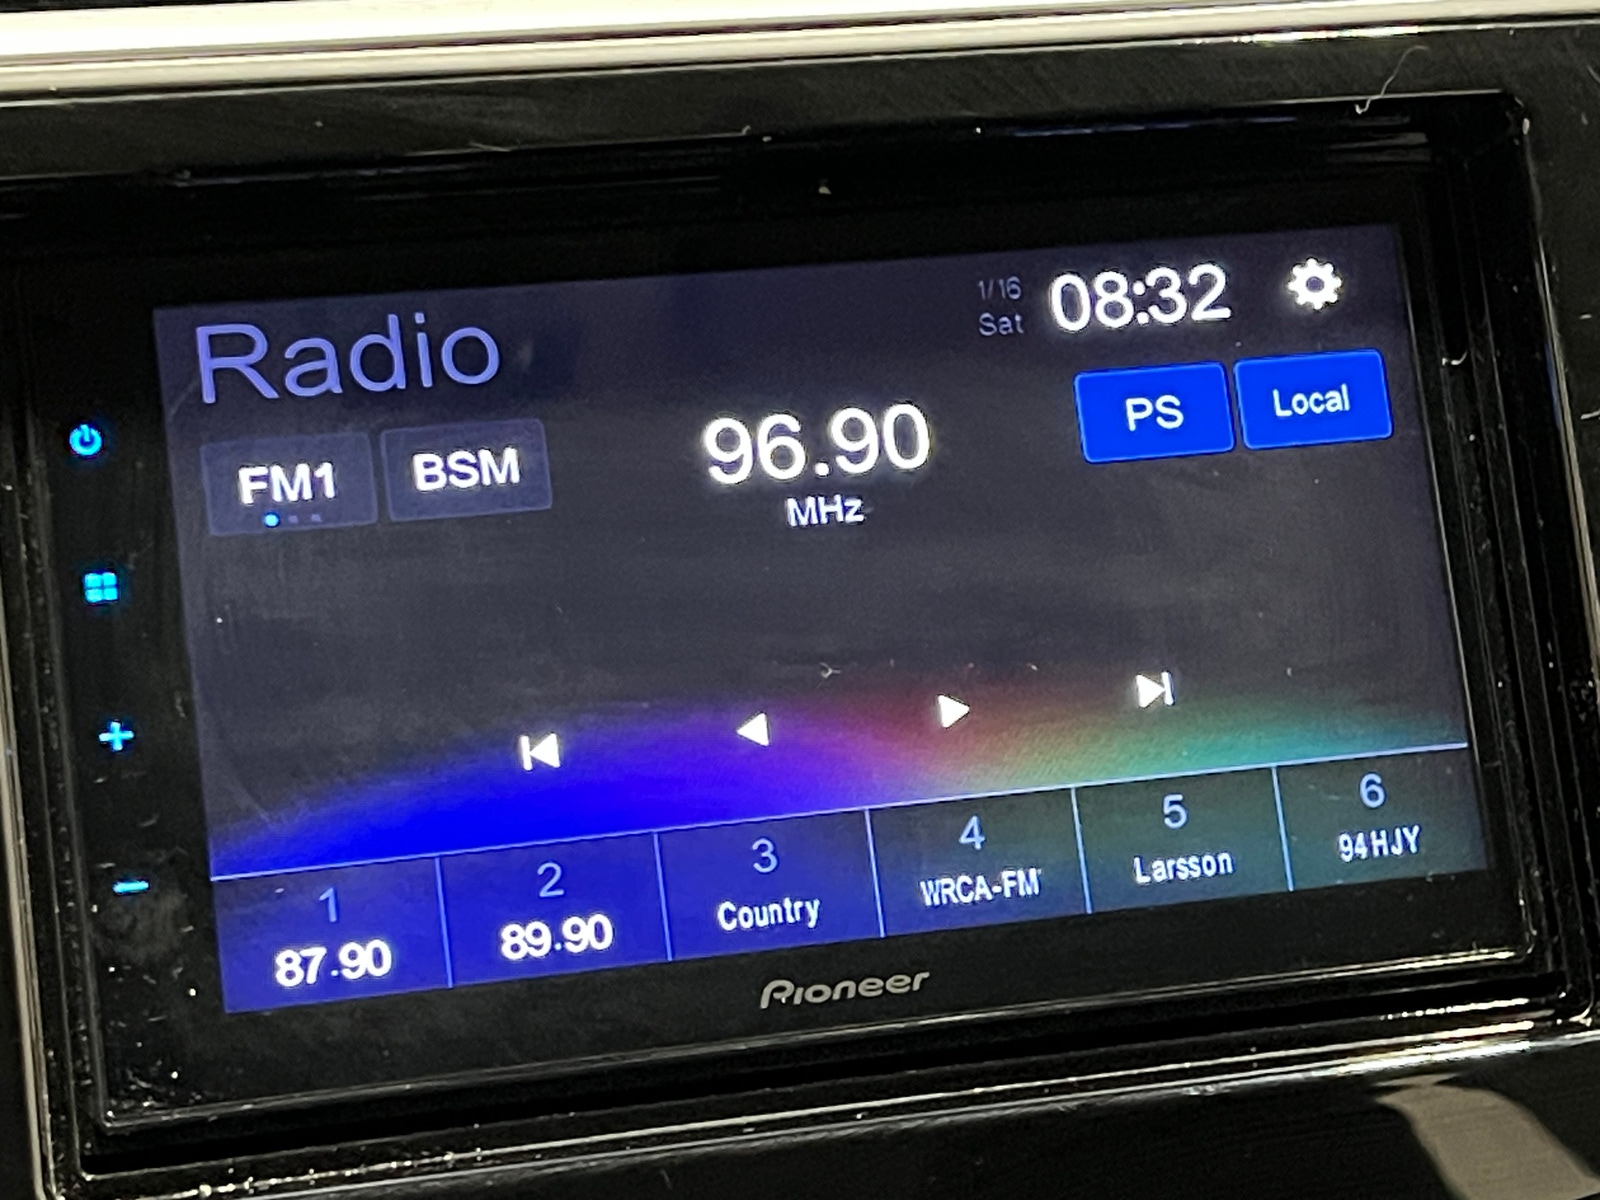 Radio
1/16
Sat
08:32
FM1
BSM
96.90
MHz
PS
Local
1
87.90
2
89.90
3
Country
4
WRCA-FM
5
Larsson
6
94HJY
Pioneer